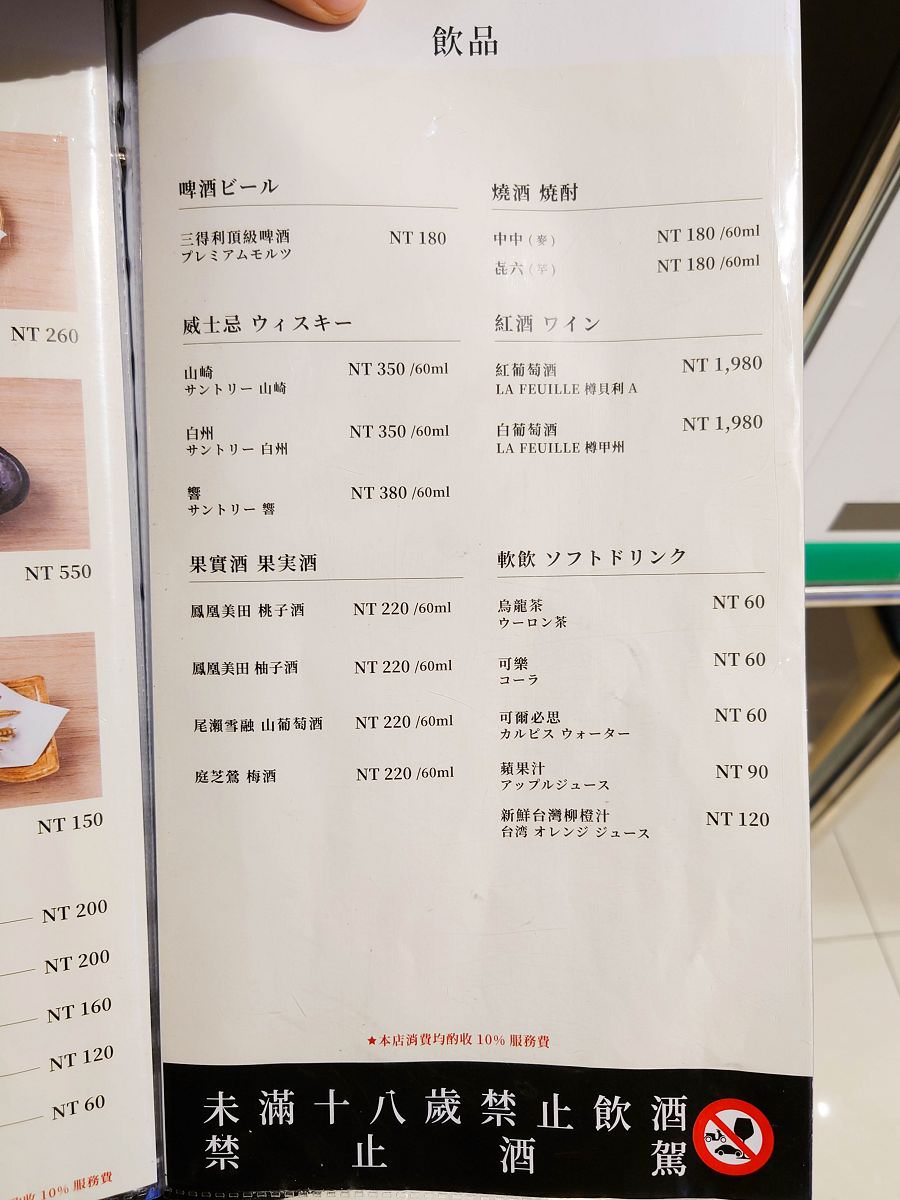 飲品
啤酒ビール
三得利頂級啤酒 NT 180
プレミアムモルツ
威士忌 ウィスキー
山崎 NT 350 /60ml
サントリー 山崎
白州 NT 350 /60ml
サントリー 白州
響 NT 380 /60ml
サントリー 響
果實酒 果実酒
鳳凰美田 桃子酒 NT 220 /60ml
鳳凰美田 柚子酒 NT 220 /60ml
尾瀨雪融 山葡萄酒 NT 220 /60ml
庭芝鶯 梅酒 NT 220 /60ml
燒酒 焼酎
中中 (麥) NT 180 /60ml
㐂六 (芋) NT 180 /60ml
紅酒 ワイン
紅葡萄酒 NT 1,980
LA FEUILLE 樽貝利 A
白葡萄酒 NT 1,980
LA FEUILLE 樽甲州
軟飲 ソフトドリンク
烏龍茶 NT 60
ウーロン茶
可樂 NT 60
コーラ
可爾必思 NT 60
カルピス ウォーター
蘋果汁 NT 90
アップルジュース
新鮮台灣柳橙汁 NT 120
台湾 オレンジ ジュース
★本店消費均酌收 10% 服務費
未滿十八歲禁止飲酒
禁止酒駕
NT 260
NT 550
NT 150
NT 200
NT 200
NT 160
NT 120
NT 60
酌收 10% 服務費